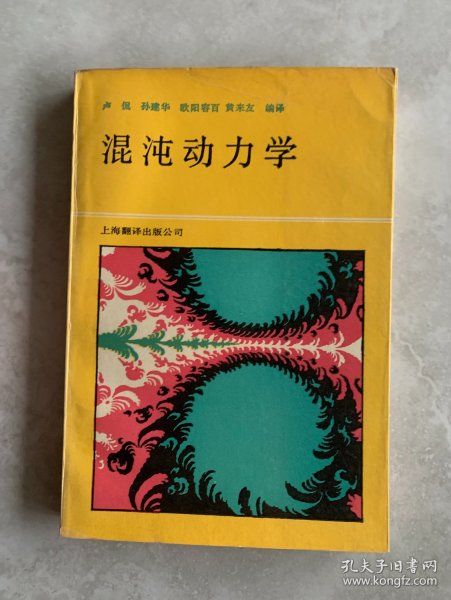 卢 侃 孙建华 欧阳容百 黄来友 编译
混沌动力学
上海翻译出版公司
孔夫子旧书网
www.kongfz.com